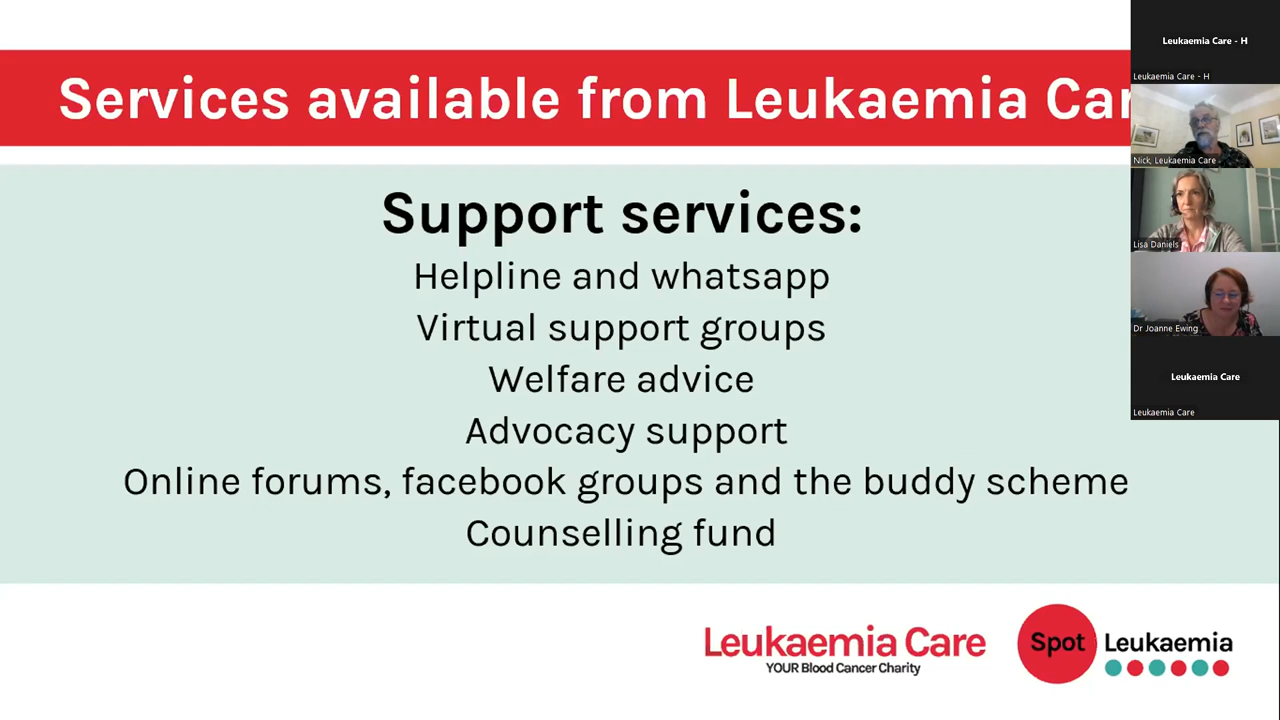 Services available from Leukaemia Car
Support services:
Helpline and whatsapp
Virtual support groups
Welfare advice
Advocacy support
Online forums, facebook groups and the buddy scheme
Counselling fund
Leukaemia Care
YOUR Blood Cancer Charity
Spot Leukaemia
Leukaemia Care - H
Leukaemia Care - H
Nick, Leukaemia Care
Lisa Daniels
Dr Joanne Ewing
Leukaemia Care
Leukaemia Care